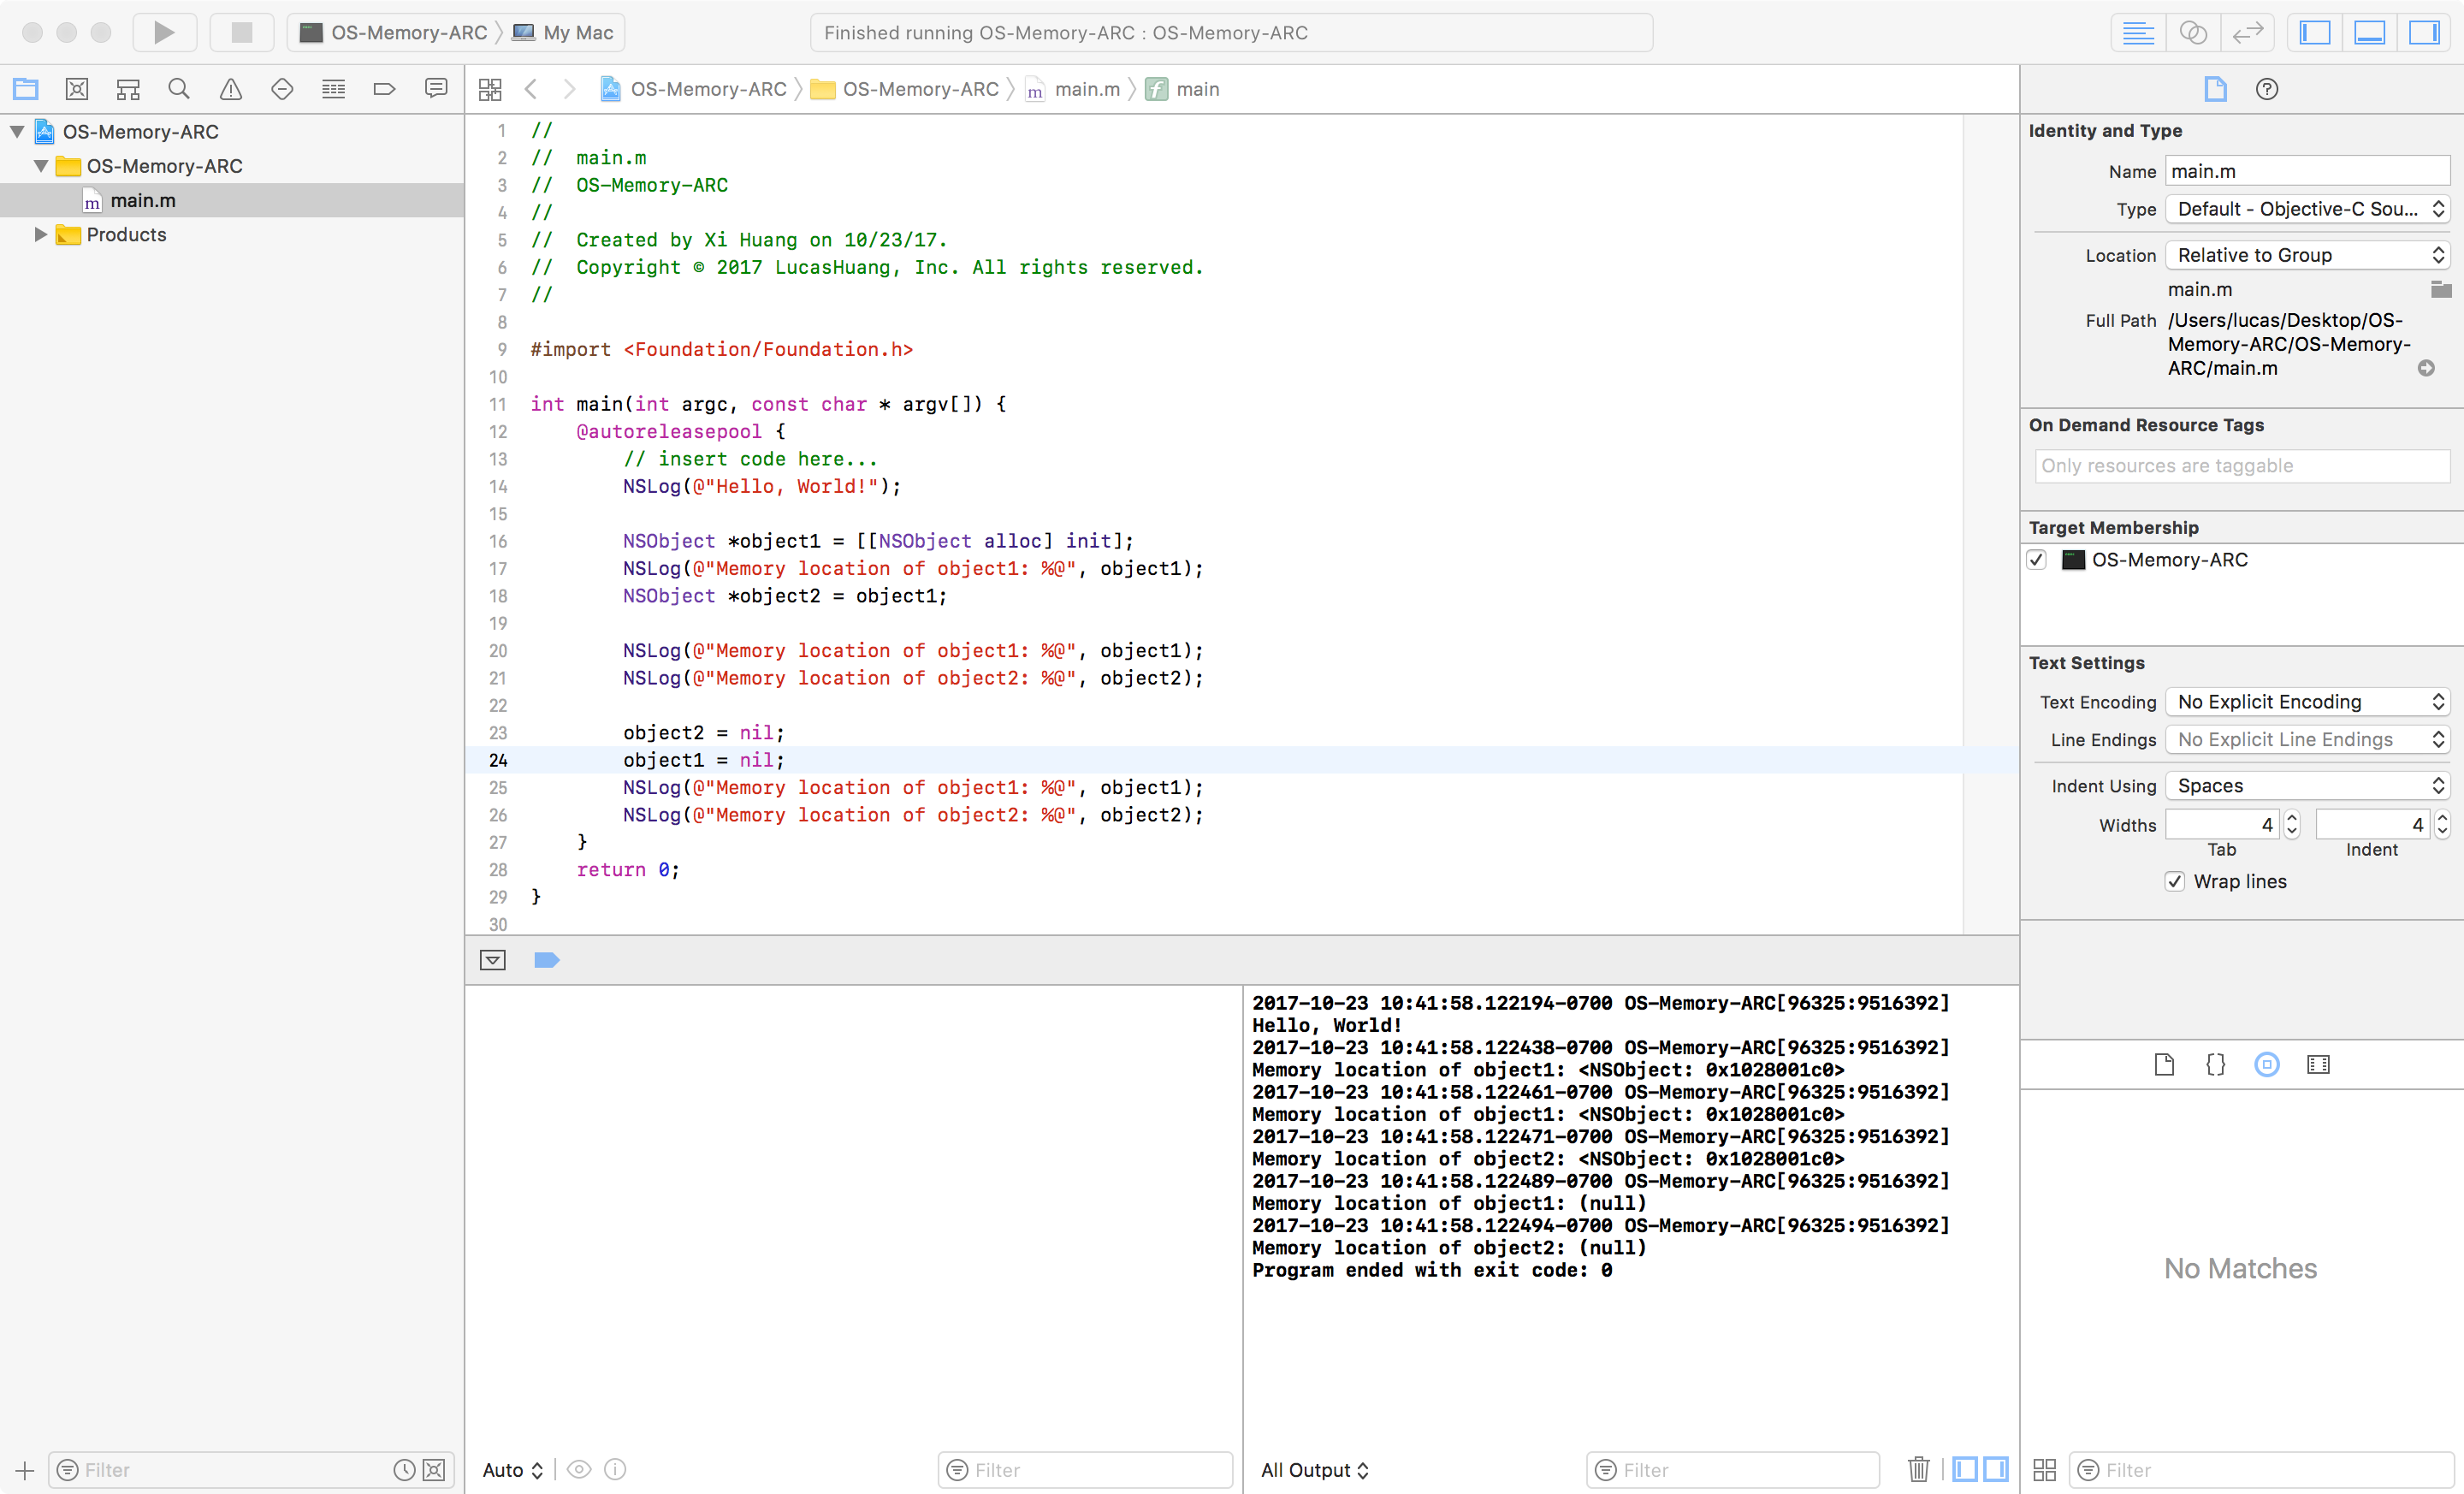 OS-Memory-ARC My Mac
Finished running OS-Memory-ARC : OS-Memory-ARC
OS-Memory-ARC
OS-Memory-ARC
main.m
Products
Filter
OS-Memory-ARC OS-Memory-ARC m main.m f main
1 //
2 //  main.m
3 //  OS-Memory-ARC
4 //
5 //  Created by Xi Huang on 10/23/17.
6 //  Copyright © 2017 LucasHuang, Inc. All rights reserved.
7 //
8
9 #import <Foundation/Foundation.h>
10
11 int main(int argc, const char * argv[]) {
12     @autoreleasepool {
13         // insert code here...
14         NSLog(@"Hello, World!");
15
16         NSObject *object1 = [[NSObject alloc] init];
17         NSLog(@"Memory location of object1: %@", object1);
18         NSObject *object2 = object1;
19
20         NSLog(@"Memory location of object1: %@", object1);
21         NSLog(@"Memory location of object2: %@", object2);
22
23         object2 = nil;
24         object1 = nil;
25         NSLog(@"Memory location of object1: %@", object1);
26         NSLog(@"Memory location of object2: %@", object2);
27     }
28     return 0;
29 }
30
Auto
Filter
2017-10-23 10:41:58.122194-0700 OS-Memory-ARC[96325:9516392]
Hello, World!
2017-10-23 10:41:58.122438-0700 OS-Memory-ARC[96325:9516392]
Memory location of object1: <NSObject: 0x1028001c0>
2017-10-23 10:41:58.122461-0700 OS-Memory-ARC[96325:9516392]
Memory location of object1: <NSObject: 0x1028001c0>
2017-10-23 10:41:58.122471-0700 OS-Memory-ARC[96325:9516392]
Memory location of object2: <NSObject: 0x1028001c0>
2017-10-23 10:41:58.122489-0700 OS-Memory-ARC[96325:9516392]
Memory location of object1: (null)
2017-10-23 10:41:58.122494-0700 OS-Memory-ARC[96325:9516392]
Memory location of object2: (null)
Program ended with exit code: 0
All Output
Filter
Identity and Type
Name main.m
Type Default - Objective-C Sou...
Location Relative to Group
main.m
Full Path /Users/lucas/Desktop/OS-
Memory-ARC/OS-Memory-
ARC/main.m
On Demand Resource Tags
Only resources are taggable
Target Membership
OS-Memory-ARC
Text Settings
Text Encoding No Explicit Encoding
Line Endings No Explicit Line Endings
Indent Using Spaces
Widths 4 4
Tab Indent
Wrap lines
No Matches
Filter